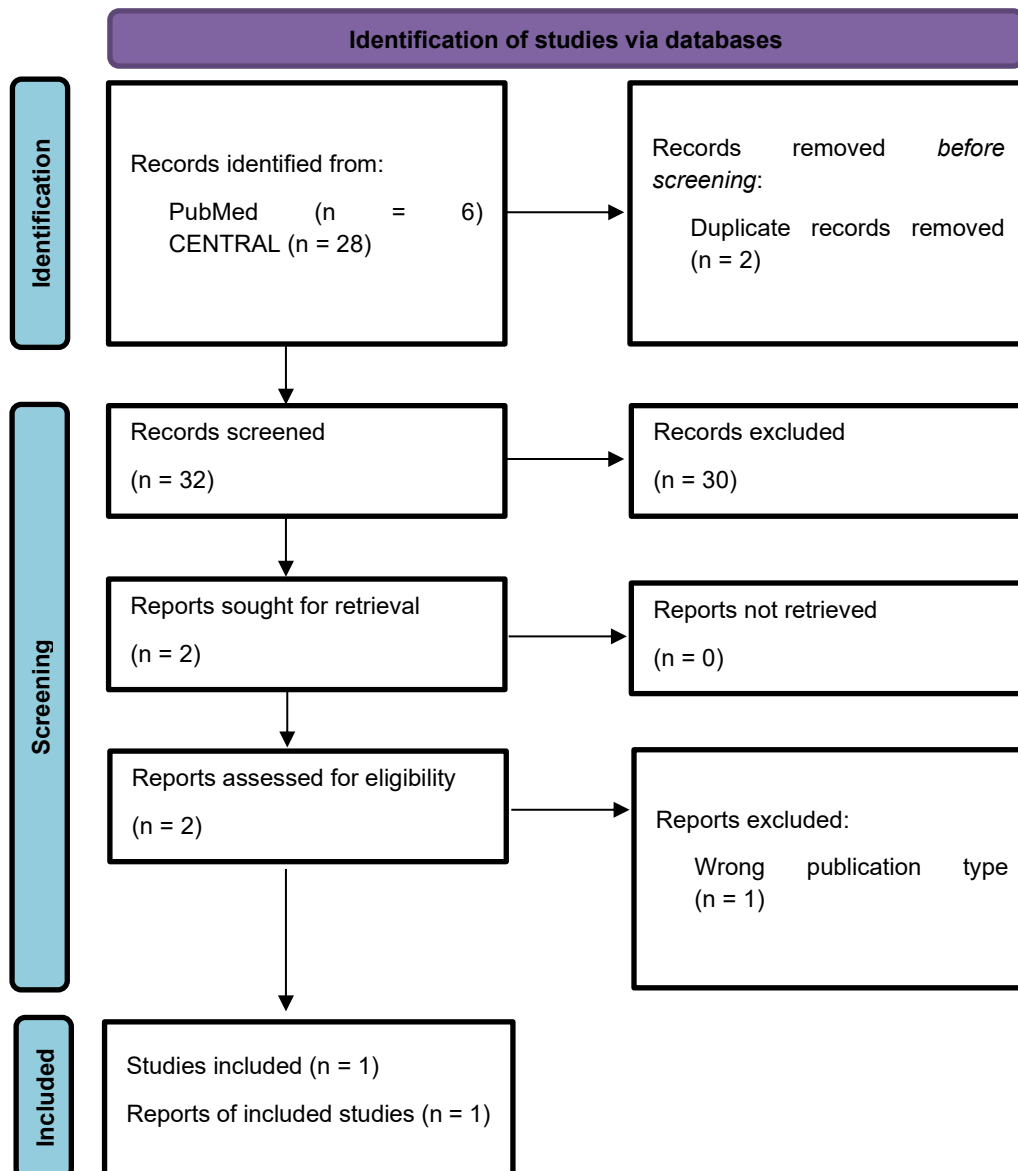 Identification of studies via databases
Identification
Records identified from:
PubMed (n = 6)
CENTRAL (n = 28)
Records removed before
screening:
Duplicate records removed
(n = 2)
Screening
Records screened
(n = 32)
Records excluded
(n = 30)
Reports sought for retrieval
(n = 2)
Reports not retrieved
(n = 0)
Reports assessed for eligibility
(n = 2)
Reports excluded:
Wrong publication type
(n = 1)
Included
Studies included (n = 1)
Reports of included studies (n = 1)